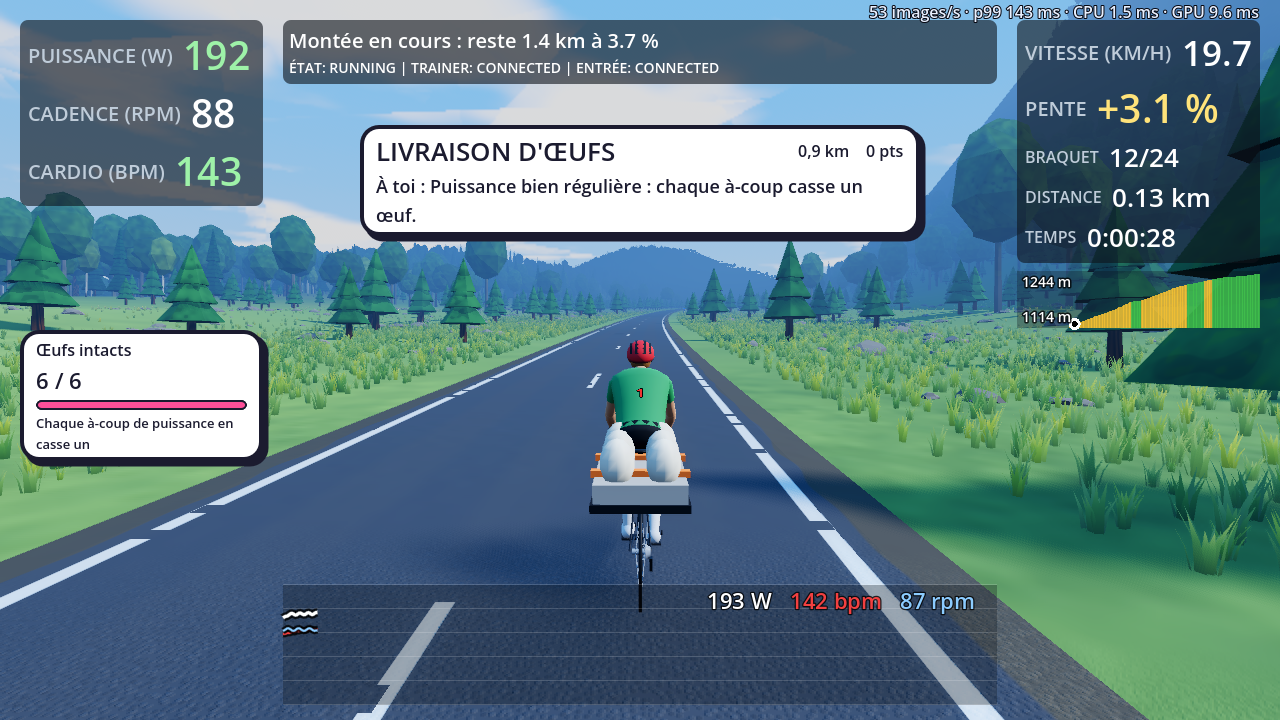 53 images/s · p99 143 ms · CPU 1.5 ms · GPU 9.6 ms
PUISSANCE (W) 192
CADENCE (RPM) 88
CARDIO (BPM) 143
Montée en cours : reste 1.4 km à 3.7 %
ÉTAT: RUNNING | TRAINER: CONNECTED | ENTRÉE: CONNECTED
VITESSE (KM/H) 19.7
PENTE +3.1 %
BRAQUET 12/24
DISTANCE 0.13 km
TEMPS 0:00:28
1244 m
1114 m
LIVRAISON D'ŒUFS 0,9 km 0 pts
À toi : Puissance bien régulière : chaque à-coup casse un
œuf.
Œufs intacts
6 / 6
Chaque à-coup de puissance en
casse un
1
193 W 142 bpm 87 rpm